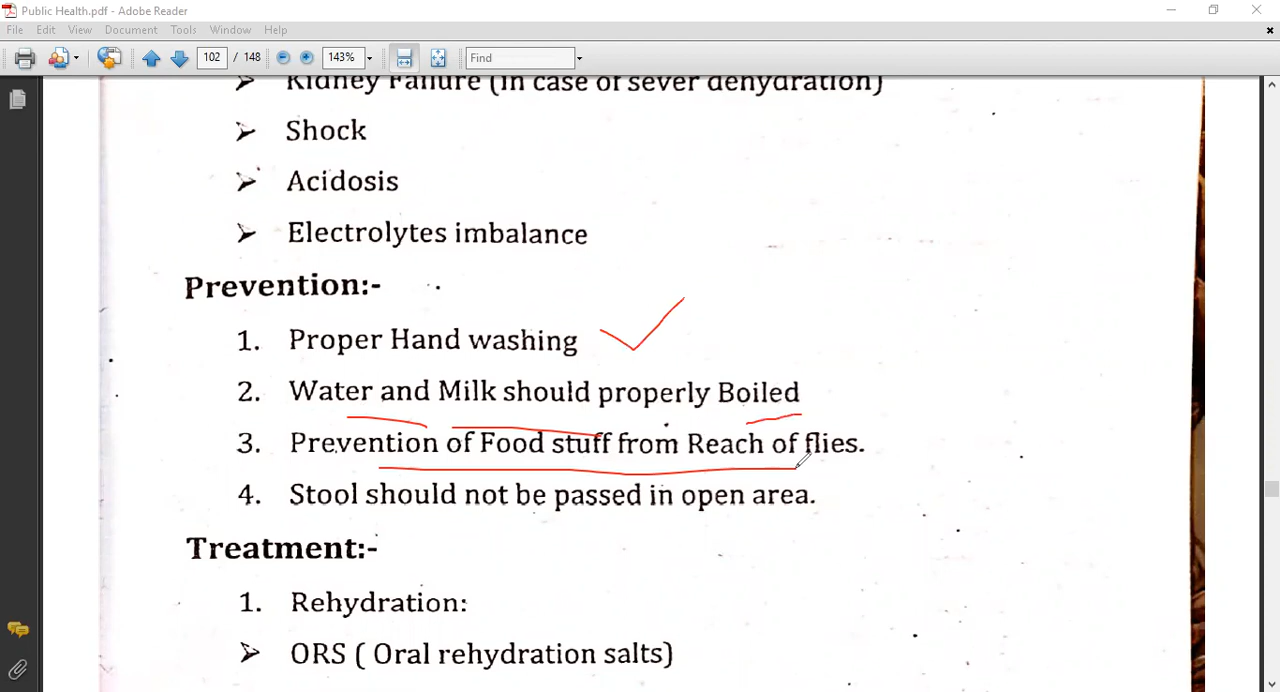 Public Health.pdf - Adobe Reader
File Edit View Document Tools Window Help
102 / 148 143% Find
Kidney Failure (in case of sever dehydration)
Shock
Acidosis
Electrolytes imbalance
Prevention:-
1. Proper Hand washing
2. Water and Milk should properly Boiled
3. Prevention of Food stuff from Reach of flies.
4. Stool should not be passed in open area.
Treatment:-
1. Rehydration:
ORS ( Oral rehydration salts)